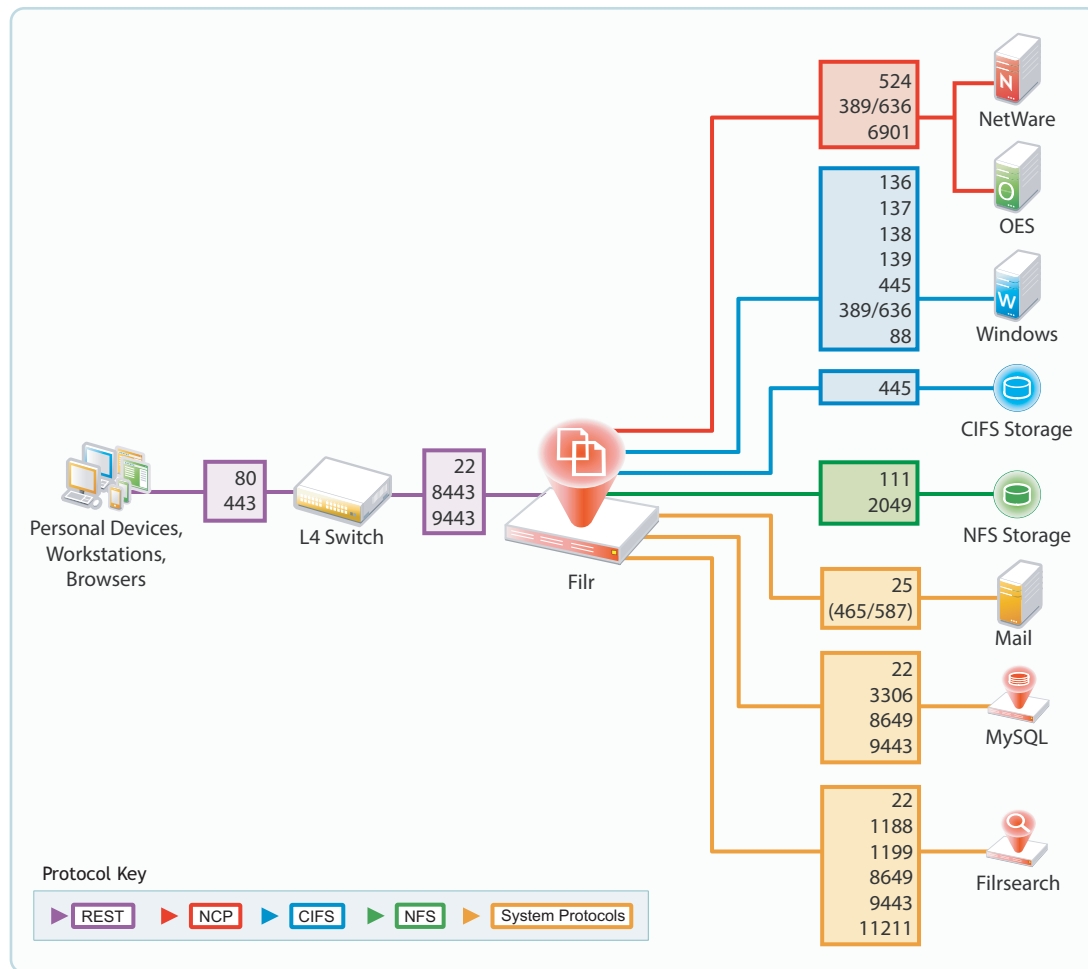 524
389/636
6901
N
NetWare
O
OES
136
137
138
139
445
389/636
88
W
Windows
445
CIFS Storage
111
2049
NFS Storage
25
(465/587)
Mail
22
3306
8649
9443
MySQL
22
1188
1199
8649
9443
11211
Filrsearch
Personal Devices,
Workstations,
Browsers
80
443
L4 Switch
22
8443
9443
Filr
Protocol Key
REST
NCP
CIFS
NFS
System Protocols